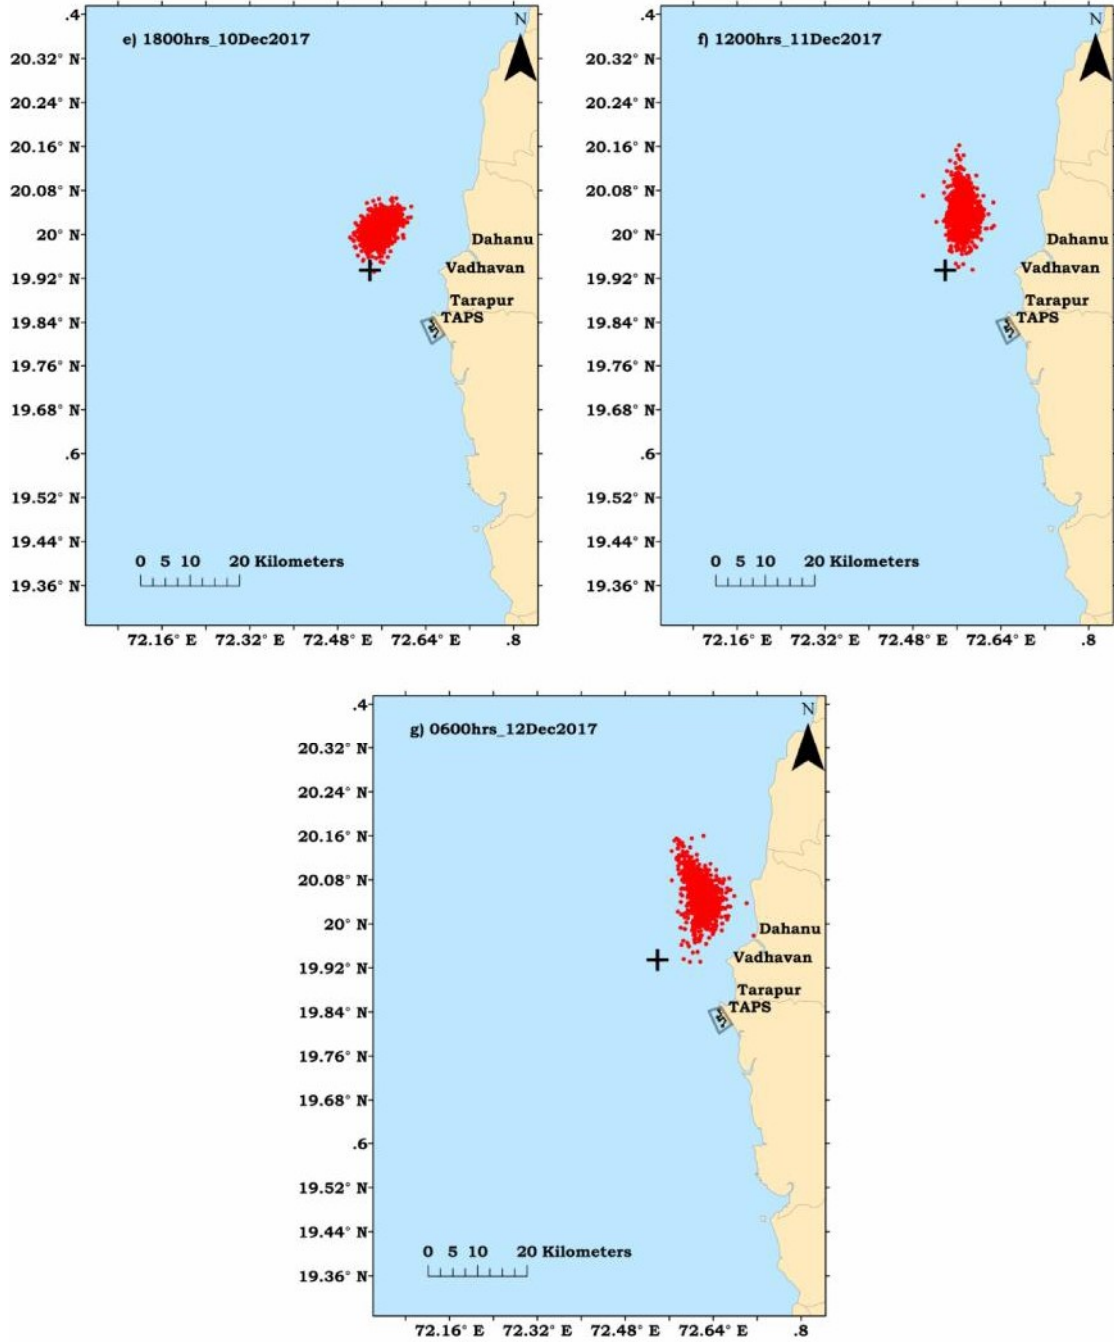 e) 1800hrs_10Dec2017
N
.4
20.32° N
20.24° N
20.16° N
20.08° N
20° N
19.92° N
19.84° N
19.76° N
19.68° N
.6
19.52° N
19.44° N
19.36° N
Dahanu
Vadhavan
Tarapur
TAPS
0 5 10 20 Kilometers
72.16° E 72.32° E 72.48° E 72.64° E .8
f) 1200hrs_11Dec2017
N
.4
20.32° N
20.24° N
20.16° N
20.08° N
20° N
19.92° N
19.84° N
19.76° N
19.68° N
.6
19.52° N
19.44° N
19.36° N
Dahanu
Vadhavan
Tarapur
TAPS
0 5 10 20 Kilometers
72.16° E 72.32° E 72.48° E 72.64° E .8
g) 0600hrs_12Dec2017
N
.4
20.32° N
20.24° N
20.16° N
20.08° N
20° N
19.92° N
19.84° N
19.76° N
19.68° N
.6
19.52° N
19.44° N
19.36° N
Dahanu
Vadhavan
Tarapur
TAPS
0 5 10 20 Kilometers
72.16° E 72.32° E 72.48° E 72.64° E .8